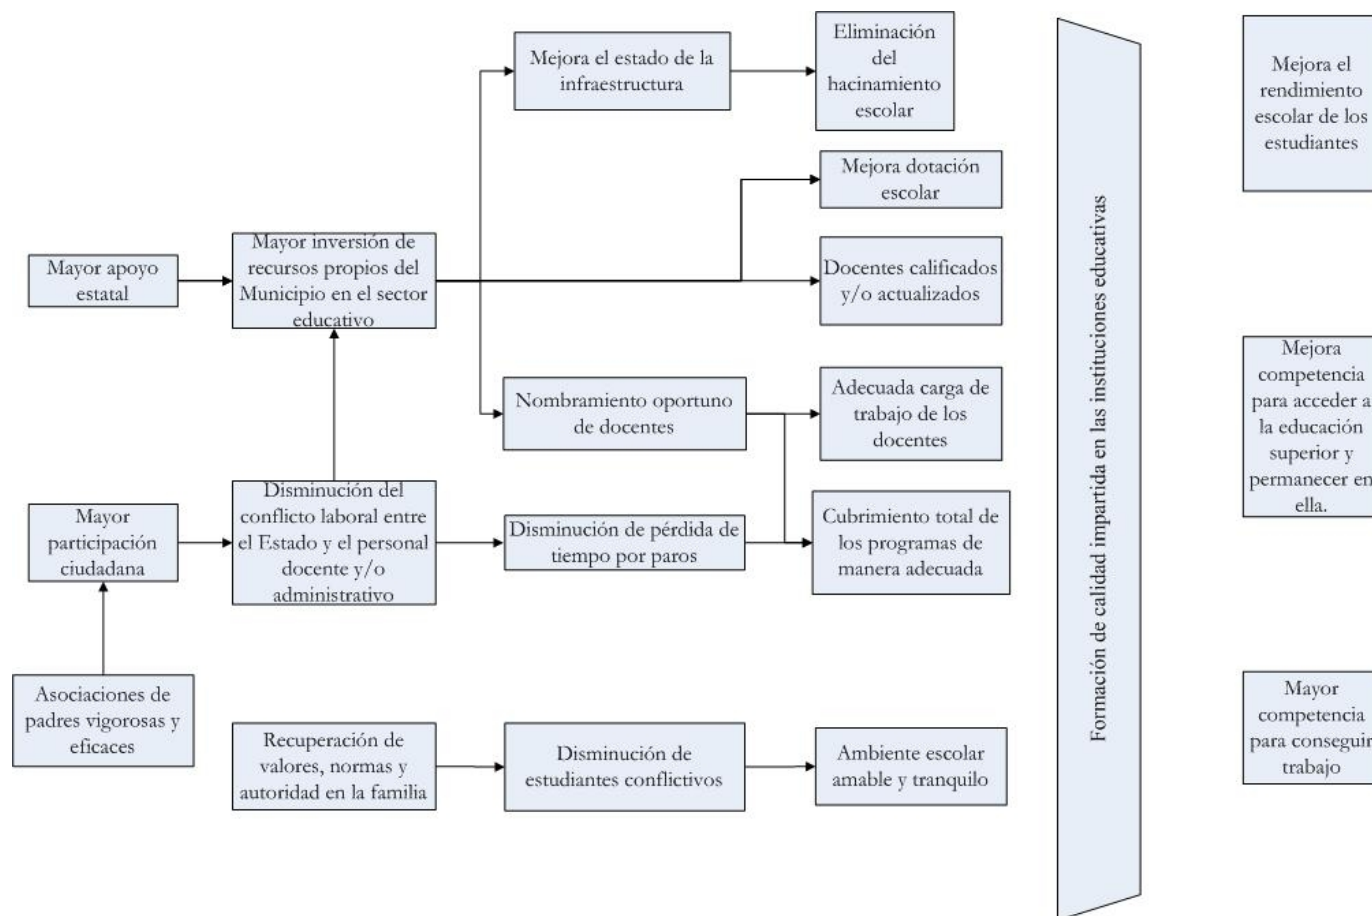 Mayor apoyo
estatal
Mayor
participación
ciudadana
Asociaciones de
padres vigorosas y
eficaces
Mayor inversión de
recursos propios del
Municipio en el sector
educativo
Disminución del
conflicto laboral entre
el Estado y el personal
docente y/o
administrativo
Recuperación de
valores, normas y
autoridad en la familia
Mejora el estado de la
infraestructura
Nombramiento oportuno
de docentes
Disminución de pérdida de
tiempo por paros
Disminución de
estudiantes conflictivos
Eliminación
del
hacinamiento
escolar
Mejora dotación
escolar
Docentes calificados
y/o actualizados
Adecuada carga de
trabajo de los
docentes
Cubrimiento total de
los programas de
manera adecuada
Ambiente escolar
amable y tranquilo
Formación de calidad impartida en las instituciones educativas
Mejora el
rendimiento
escolar de los
estudiantes
Mejora
competencia
para acceder a
la educación
superior y
permanecer en
ella.
Mayor
competencia
para conseguir
trabajo